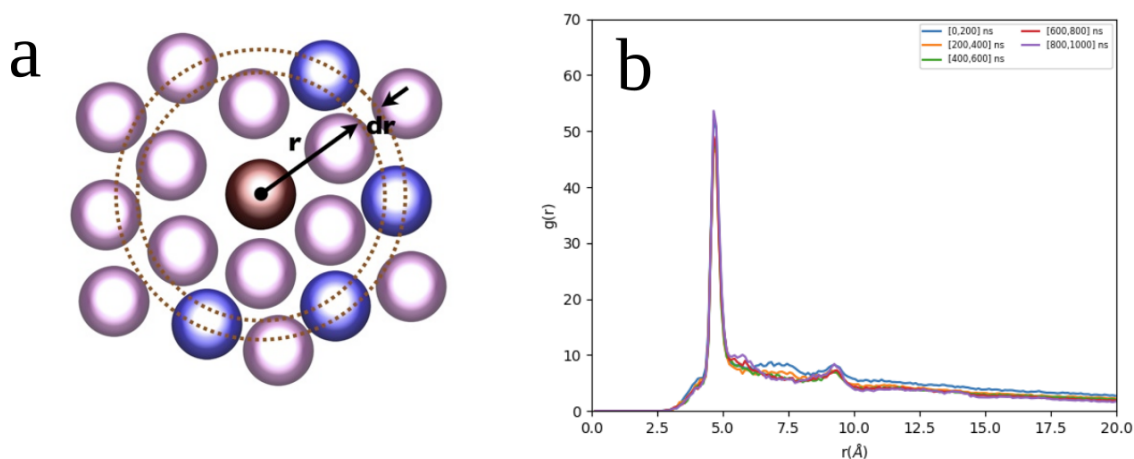 a
r
dr
b
[0,200] ns
[200,400] ns
[400,600] ns
[600,800] ns
[800,1000] ns
70
60
50
40
30
20
10
0
g(r)
0.0 2.5 5.0 7.5 10.0 12.5 15.0 17.5 20.0
r(Å)